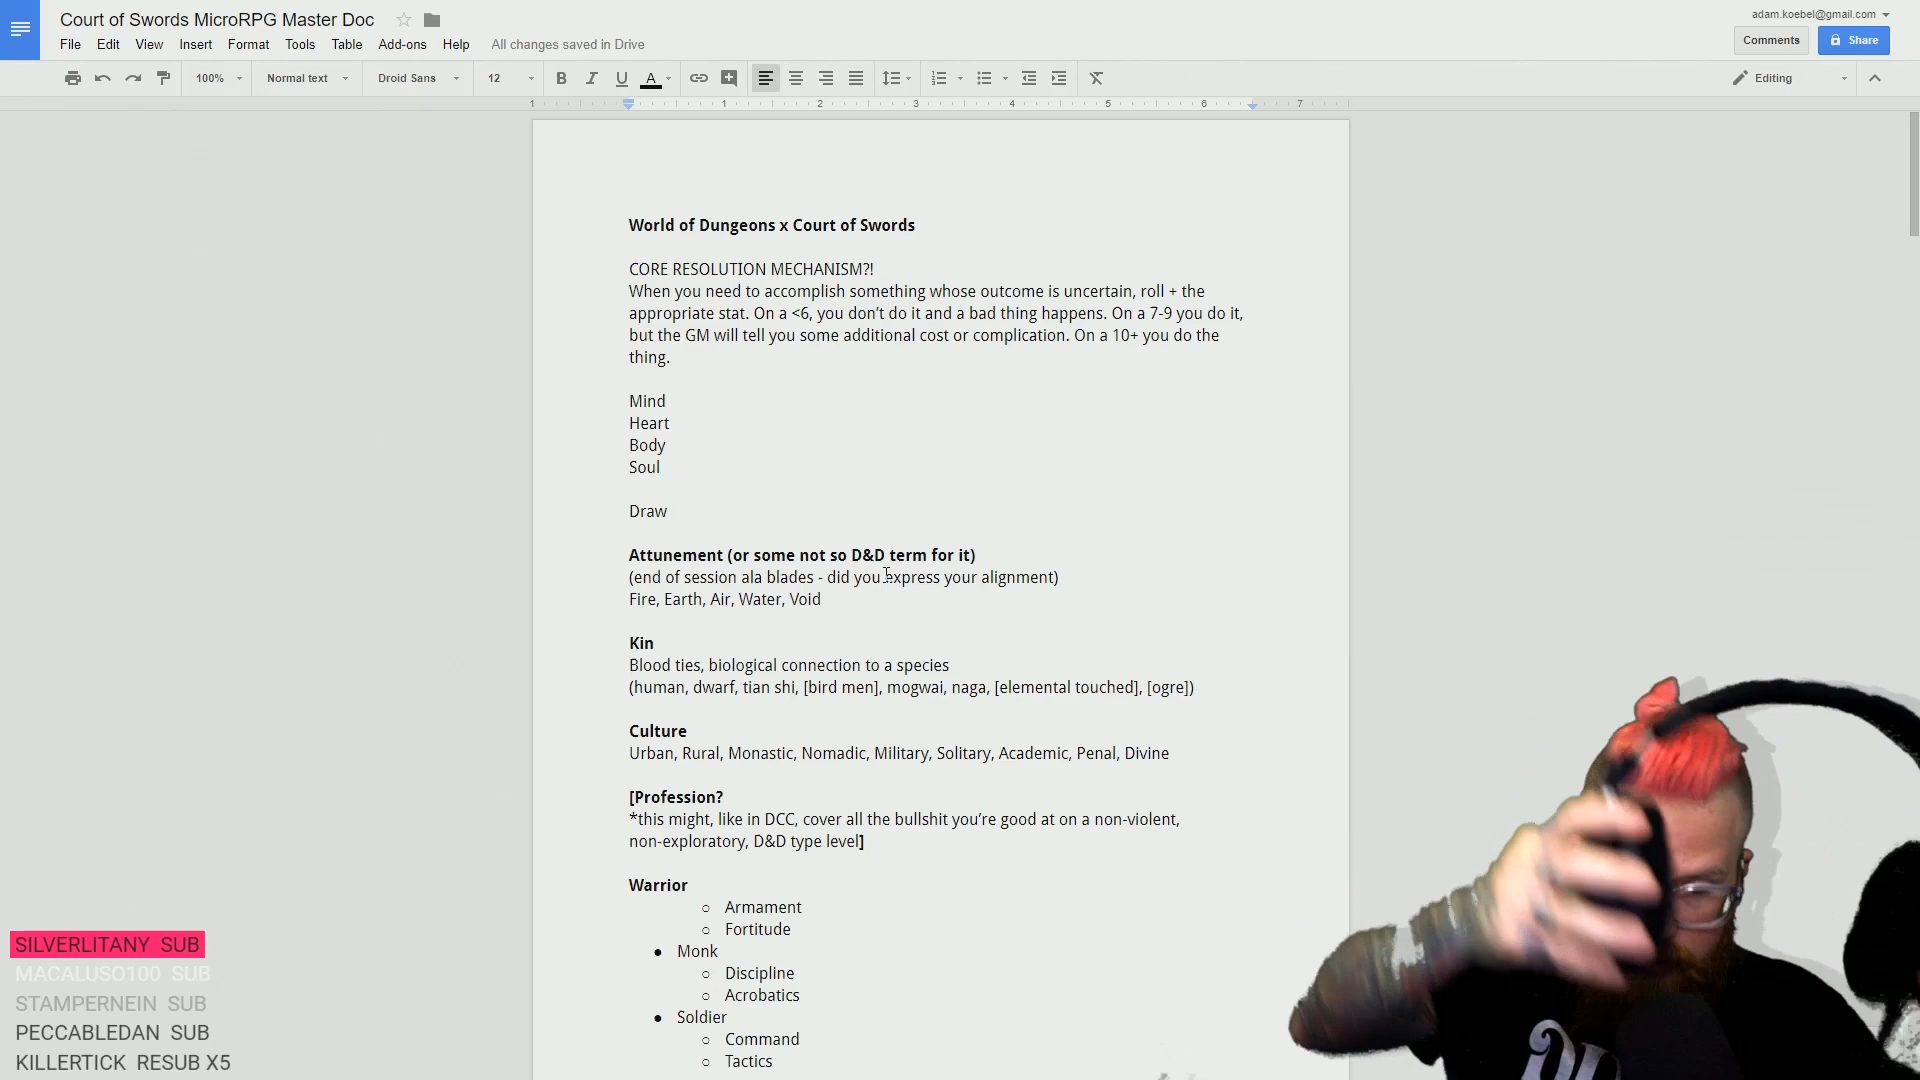 Court of Swords MicroRPG Master Doc
adam.koebel@gmail.com
File Edit View Insert Format Tools Table Add-ons Help All changes saved in Drive
Comments
Share
100% Normal text Droid Sans 12 B I U A Editing
1 1 2 3 4 5 6 7
World of Dungeons x Court of Swords
CORE RESOLUTION MECHANISM?!
When you need to accomplish something whose outcome is uncertain, roll + the
appropriate stat. On a <6, you don’t do it and a bad thing happens. On a 7-9 you do it,
but the GM will tell you some additional cost or complication. On a 10+ you do the
thing.
Mind
Heart
Body
Soul
Draw
Attunement (or some not so D&D term for it)
(end of session ala blades - did you express your alignment)
Fire, Earth, Air, Water, Void
Kin
Blood ties, biological connection to a species
(human, dwarf, tian shi, [bird men], mogwai, naga, [elemental touched], [ogre])
Culture
Urban, Rural, Monastic, Nomadic, Military, Solitary, Academic, Penal, Divine
[Profession?
*this might, like in DCC, cover all the bullshit you’re good at on a non-violent,
non-exploratory, D&D type level]
Warrior
○ Armament
○ Fortitude
● Monk
○ Discipline
○ Acrobatics
● Soldier
○ Command
○ Tactics
SILVERLITANY SUB
MACALUSO100 SUB
STAMPERNEIN SUB
PECCABLEDAN SUB
KILLERTICK RESUB X5